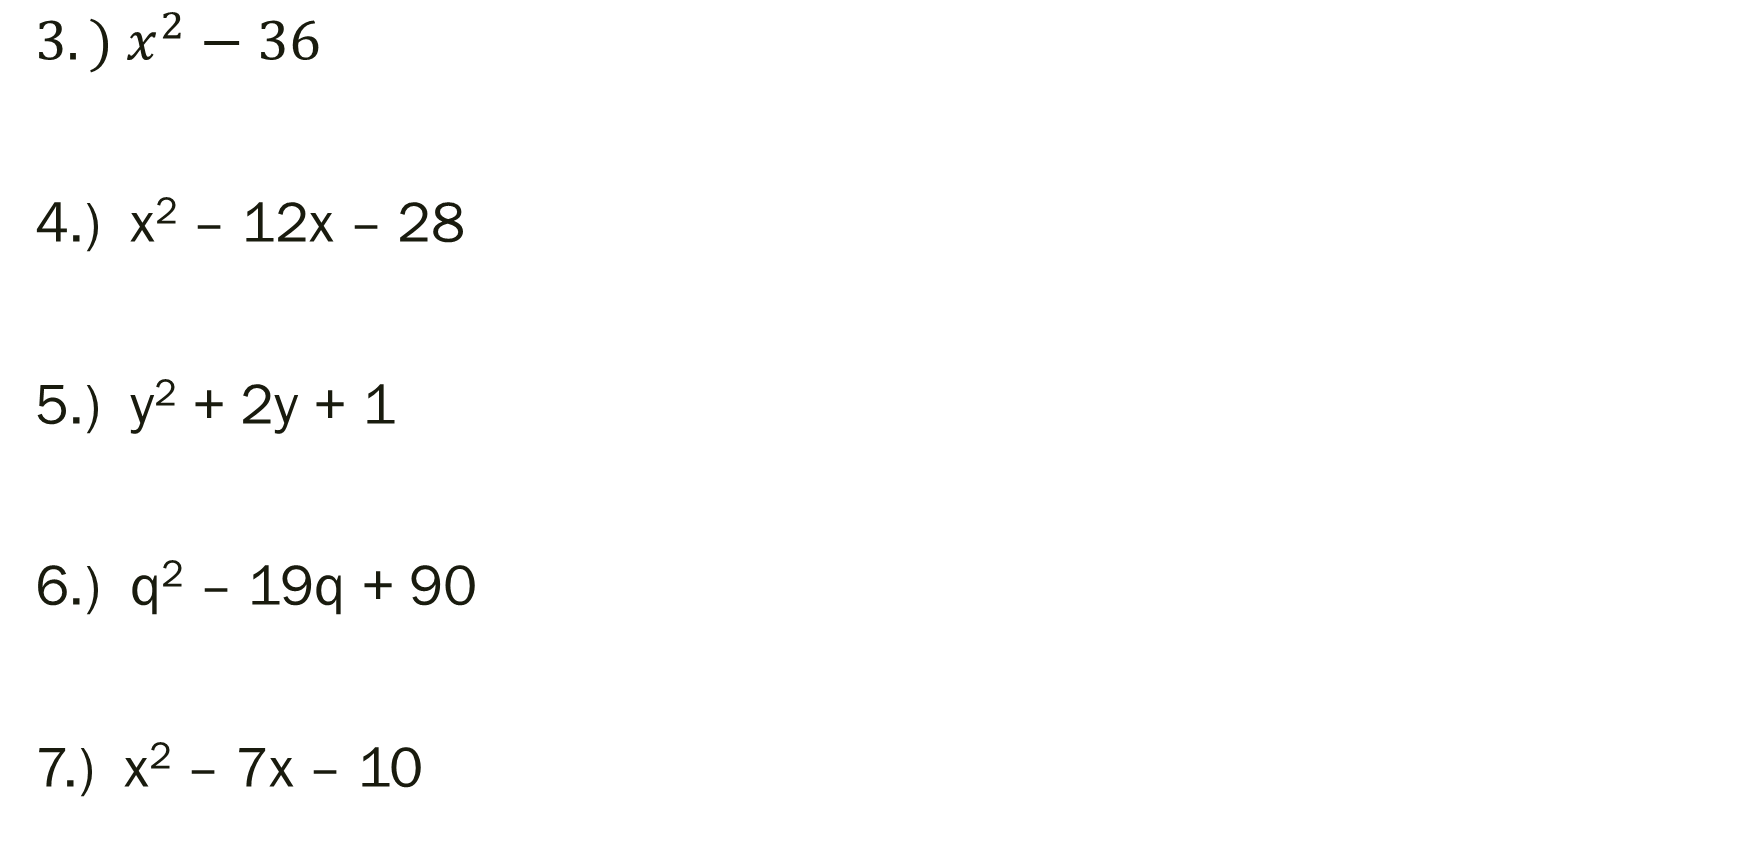 3.) x² − 36
4.) x² – 12x – 28
5.) y² + 2y + 1
6.) q² – 19q + 90
7.) x² – 7x – 10